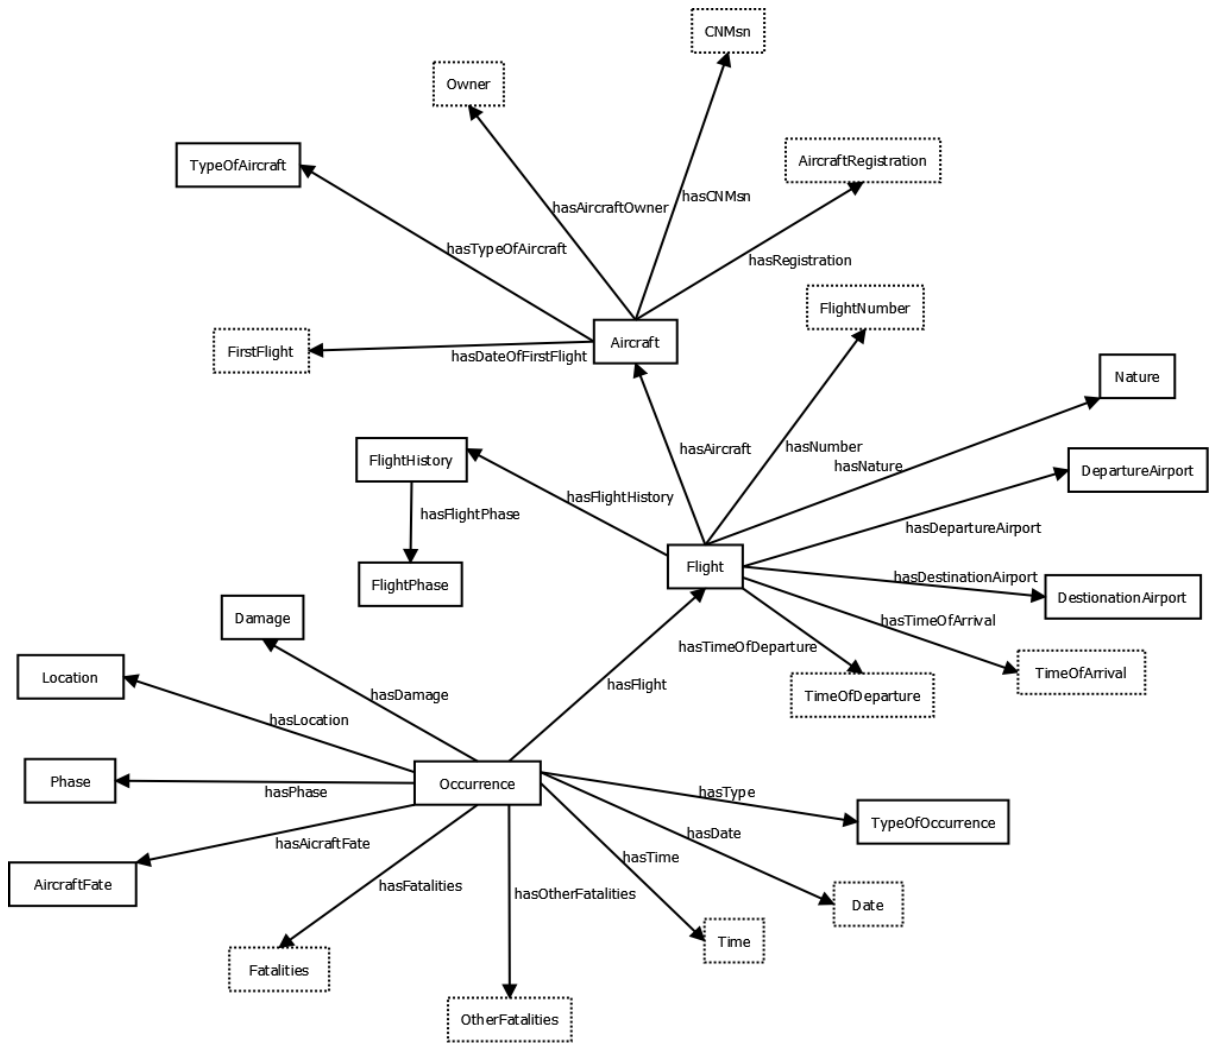 CNMsn
Owner
TypeOfAircraft
AircraftRegistration
hasCNMsn
hasAircraftOwner
hasTypeOfAircraft
hasRegistration
FlightNumber
Aircraft
FirstFlight
hasDateOfFirstFlight
Nature
hasAircraft
hasNumber
hasNature
FlightHistory
DepartureAirport
hasFlightHistory
hasFlightPhase
hasDepartureAirport
Flight
FlightPhase
hasDestinationAirport
DestionationAirport
Damage
hasTimeOfArrival
hasTimeOfDeparture
Location
TimeOfArrival
hasFlight
hasDamage
TimeOfDeparture
hasLocation
Phase
Occurrence
hasPhase
hasType
TypeOfOccurrence
hasDate
hasAicraftFate
hasTime
AircraftFate
hasFatalities
hasOtherFatalities
Date
Time
Fatalities
OtherFatalities